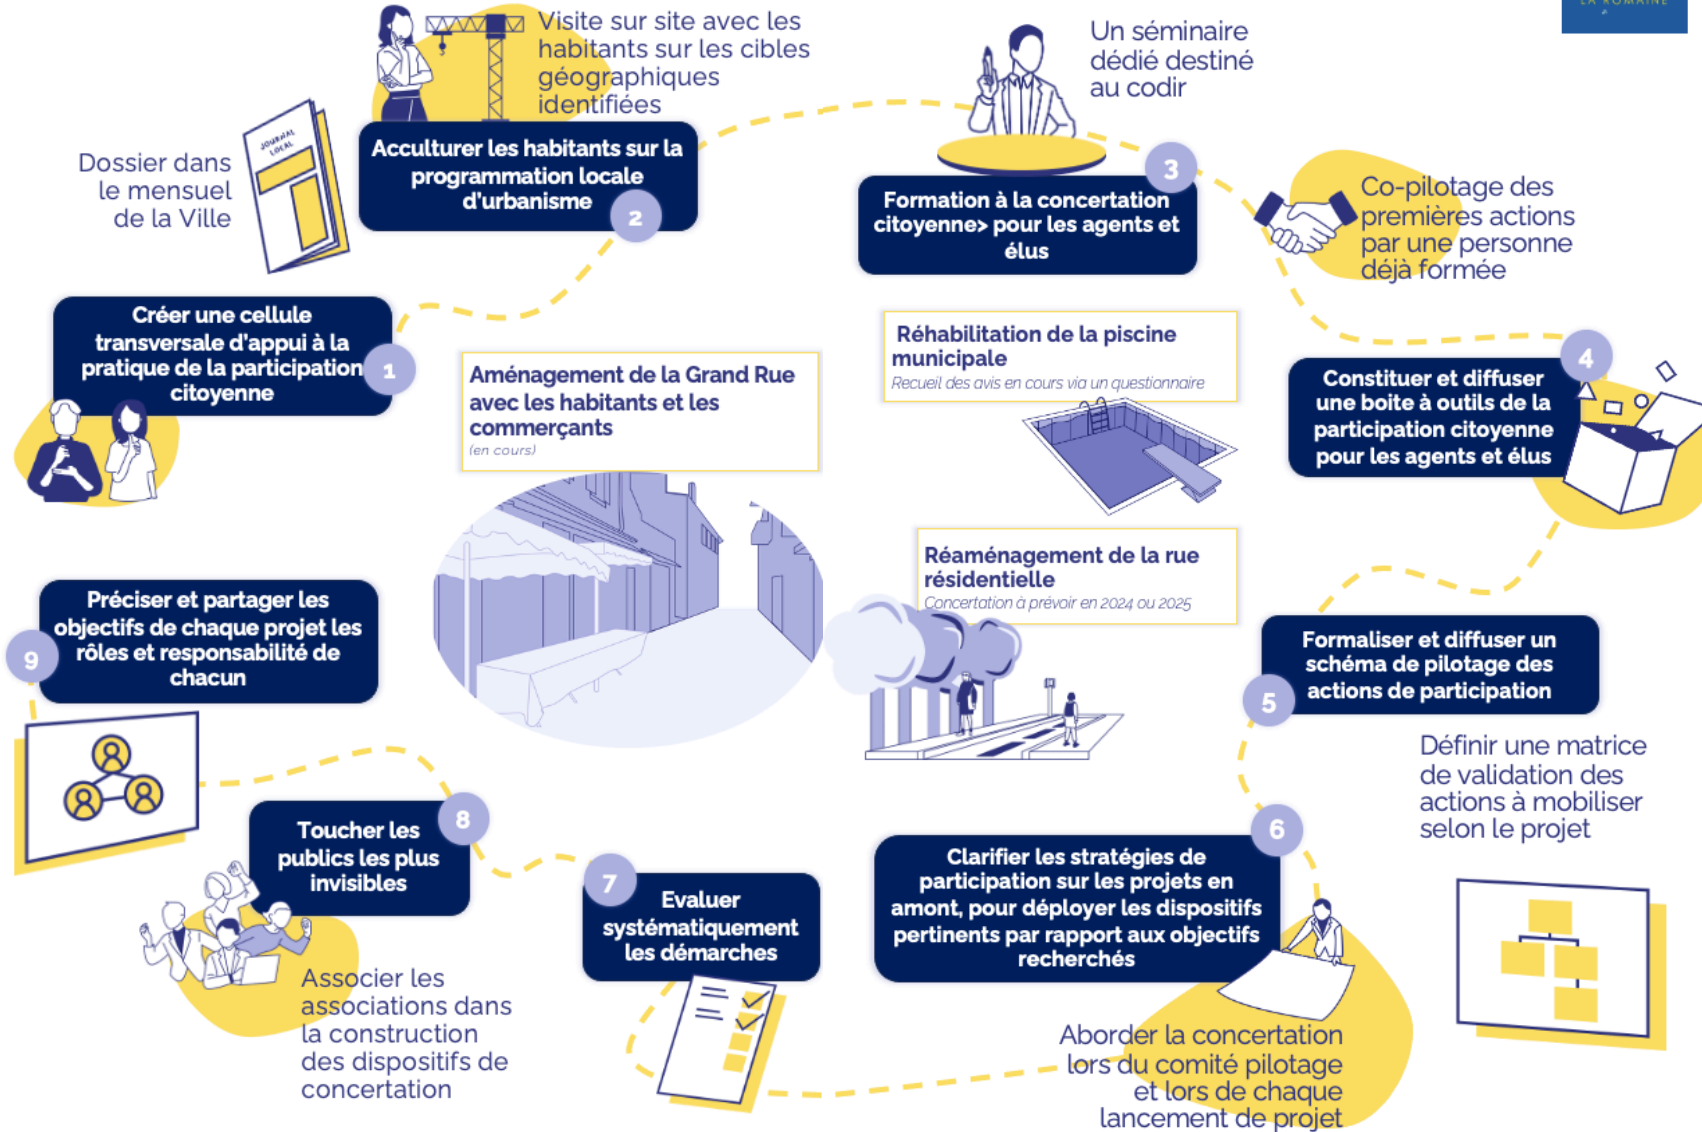 LA ROMAINE
Visite sur site avec les
habitants sur les cibles
géographiques
identifiées
Un séminaire
dédié destiné
au codir
JOURNAL
LOCAL
Dossier dans
le mensuel
de la Ville
Acculturer les habitants sur la
programmation locale
d'urbanisme
2
3
Formation à la concertation
citoyenne> pour les agents et
élus
Co-pilotage des
premières actions
par une personne
déjà formée
Créer une cellule
transversale d'appui à la
pratique de la participation
citoyenne
1
Aménagement de la Grand Rue
avec les habitants et les
commerçants
(en cours)
Réhabilitation de la piscine
municipale
Recueil des avis en cours via un questionnaire
4
Constituer et diffuser
une boite à outils de la
participation citoyenne
pour les agents et élus
Réaménagement de la rue
résidentielle
Concertation à prévoir en 2024 ou 2025
Formaliser et diffuser un
schéma de pilotage des
actions de participation
5
Définir une matrice
de validation des
actions à mobiliser
selon le projet
6
Clarifier les stratégies de
participation sur les projets en
amont, pour déployer les dispositifs
pertinents par rapport aux objectifs
recherchés
Aborder la concertation
lors du comité pilotage
et lors de chaque
lancement de projet
7
Evaluer
systématiquement
les démarches
8
Toucher les
publics les plus
invisibles
Associer les
associations dans
la construction
des dispositifs de
concertation
9
Préciser et partager les
objectifs de chaque projet les
rôles et responsabilité de
chacun